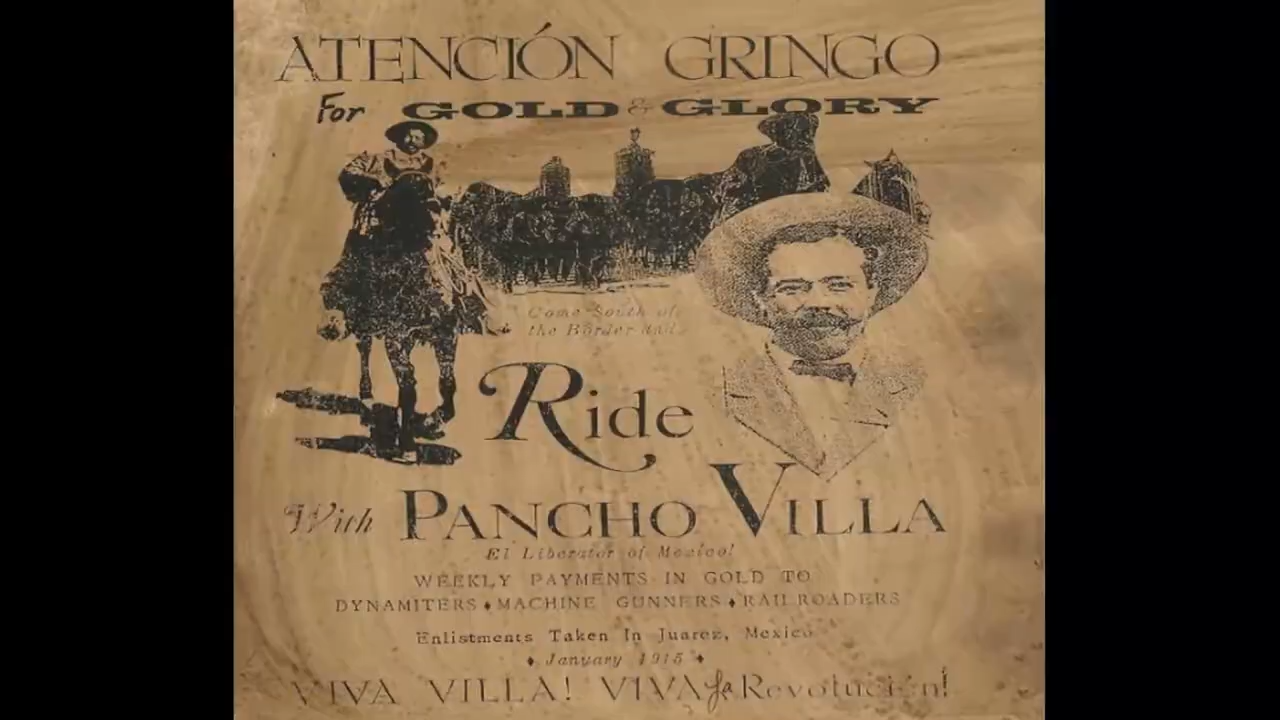 ATENCIÓN GRINGO
For GOLD & GLORY
Come South of
the Border and
Ride
With PANCHO VILLA
El Liberator of Mexico!
WEEKLY PAYMENTS IN GOLD TO
DYNAMITERS ♦ MACHINE GUNNERS ♦ RAILROADERS
Enlistments Taken In Juarez, Mexico
♦ January 1915 ♦
VIVA VILLA! VIVA la Revolución!